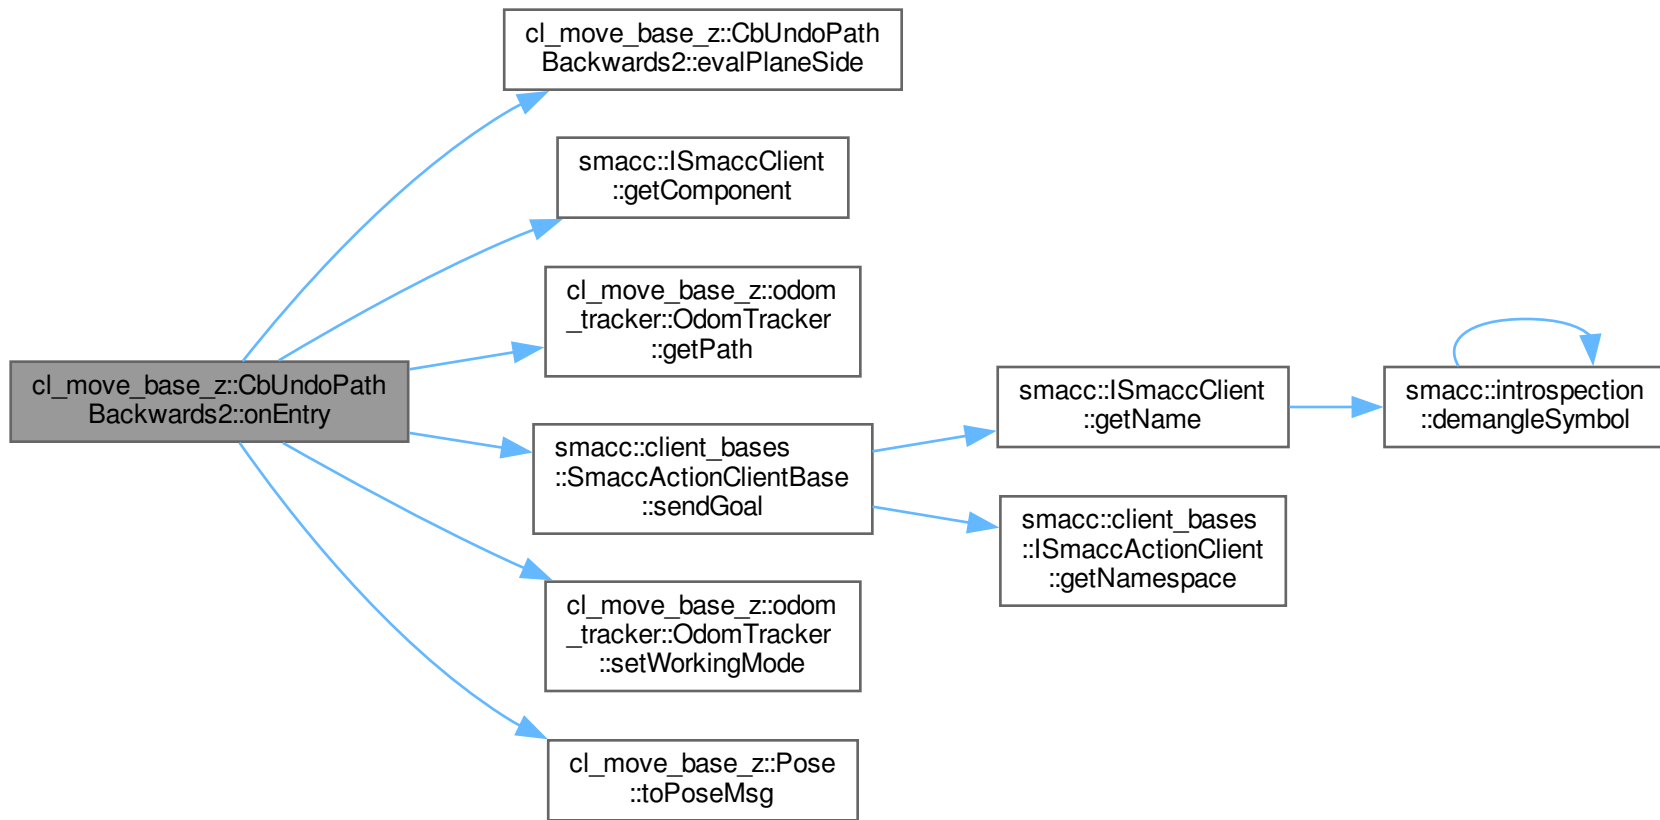 cl_move_base_z::CbUndoPath
Backwards2::evalPlaneSide
smacc::ISmaccClient
::getComponent
cl_move_base_z::odom
_tracker::OdomTracker
::getPath
cl_move_base_z::CbUndoPath
Backwards2::onEntry
smacc::client_bases
::SmaccActionClientBase
::sendGoal
smacc::ISmaccClient
::getName
smacc::introspection
::demangleSymbol
smacc::client_bases
::ISmaccActionClient
::getNamespace
cl_move_base_z::odom
_tracker::OdomTracker
::setWorkingMode
cl_move_base_z::Pose
::toPoseMsg